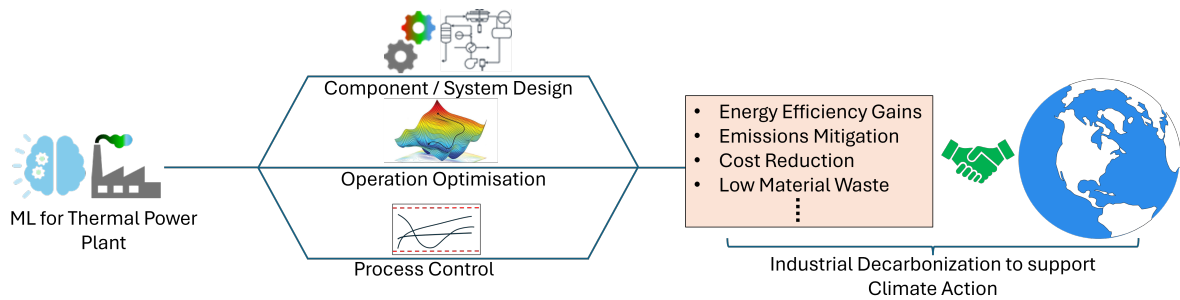 Component / System Design
Operation Optimisation
Process Control
ML for Thermal Power
Plant
• Energy Efficiency Gains
• Emissions Mitigation
• Cost Reduction
• Low Material Waste
Industrial Decarbonization to support
Climate Action